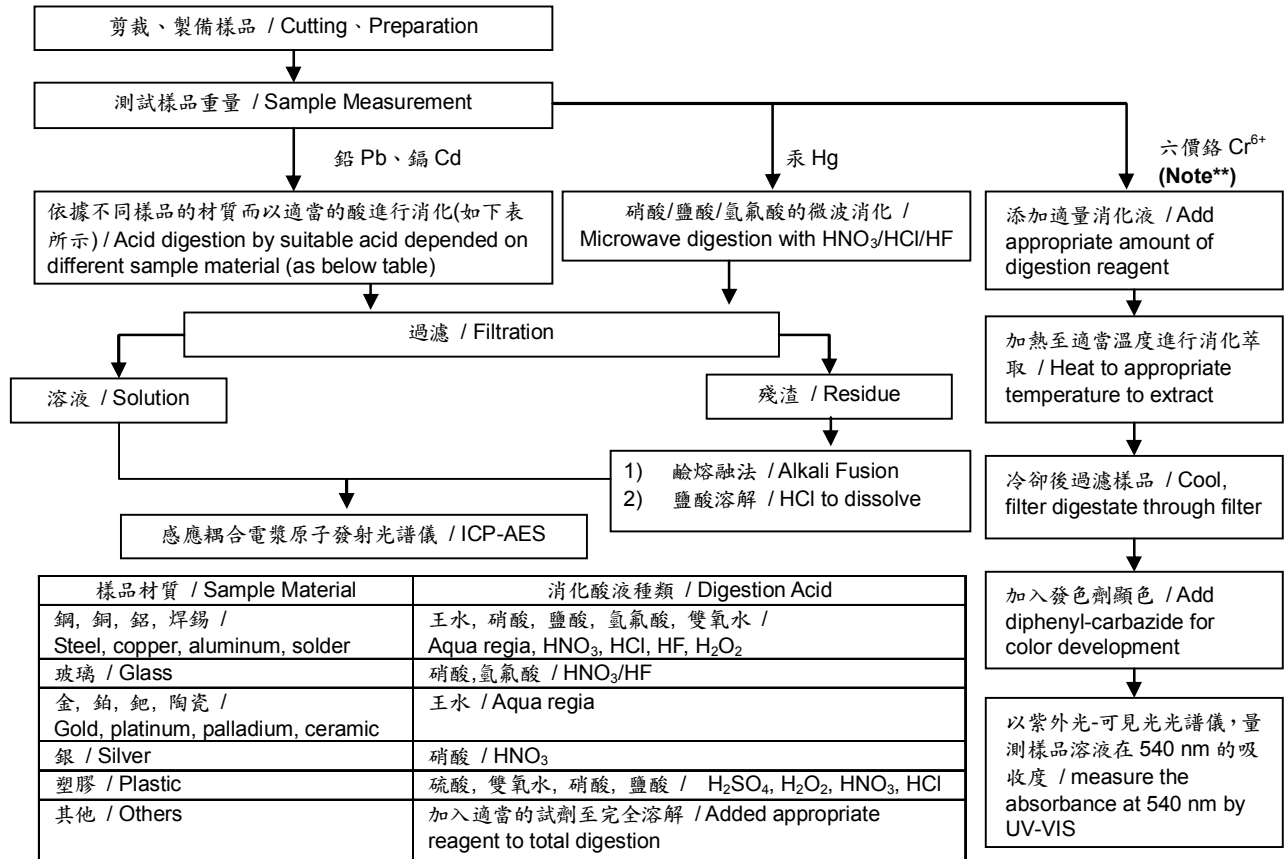 剪裁、製備樣品 / Cutting、Preparation
測試樣品重量 / Sample Measurement
鉛 Pb、鎘 Cd
汞 Hg
六價鉻 Cr⁶⁺
(Note**)
依據不同樣品的材質而以適當的酸進行消化(如下表
所示) / Acid digestion by suitable acid depended on
different sample material (as below table)
硝酸/鹽酸/氫氟酸的微波消化 /
Microwave digestion with HNO₃/HCl/HF
添加適量消化液 / Add
appropriate amount of
digestion reagent
過濾 / Filtration
加熱至適當溫度進行消化萃
取 / Heat to appropriate
temperature to extract
溶液 / Solution
殘渣 / Residue
1) 鹼熔融法 / Alkali Fusion
2) 鹽酸溶解 / HCl to dissolve
冷卻後過濾樣品 / Cool,
filter digestate through filter
感應耦合電漿原子發射光譜儀 / ICP-AES
加入發色劑顯色 / Add
diphenyl-carbazide for
color development
以紫外光-可見光光譜儀，量
測樣品溶液在 540 nm 的吸
收度 / measure the
absorbance at 540 nm by
UV-VIS
樣品材質 / Sample Material
消化酸液種類 / Digestion Acid
鋼, 銅, 鋁, 焊錫 /
Steel, copper, aluminum, solder
王水, 硝酸, 鹽酸, 氫氟酸, 雙氧水 /
Aqua regia, HNO₃, HCl, HF, H₂O₂
玻璃 / Glass
硝酸,氫氟酸 / HNO₃/HF
金, 鉑, 鈀, 陶瓷 /
Gold, platinum, palladium, ceramic
王水 / Aqua regia
銀 / Silver
硝酸 / HNO₃
塑膠 / Plastic
硫酸, 雙氧水, 硝酸, 鹽酸 / H₂SO₄, H₂O₂, HNO₃, HCl
其他 / Others
加入適當的試劑至完全溶解 / Added appropriate
reagent to total digestion